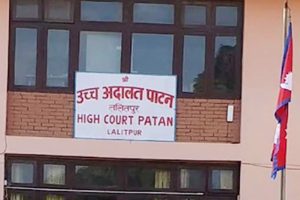 श्री
उच्च अदालत पाटन
ललितपुर
HIGH COURT PATAN
LALITPUR